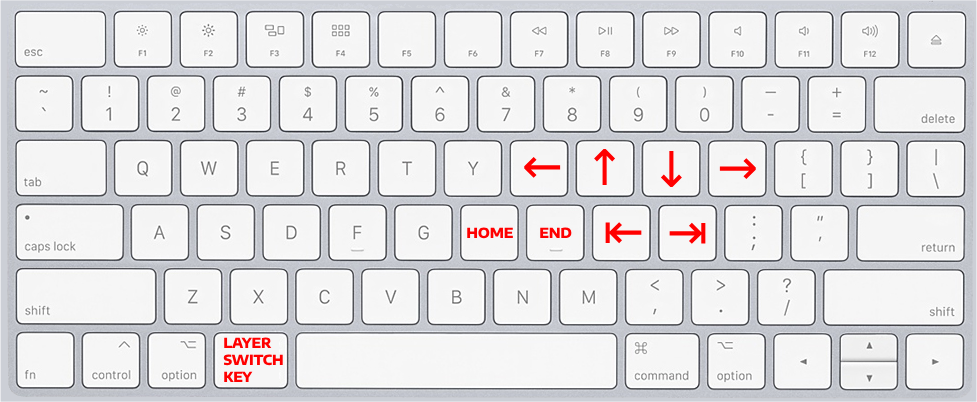 esc F1 F2 F3 F4 F5 F6 F7 F8 F9 F10 F11 F12
~ ! @ # $ % ^ & * ( ) — +
` 1 2 3 4 5 6 7 8 9 0 - = delete
tab Q W E R T Y ← ↑ ↓ → { } |
[ ] \
caps lock A S D F G HOME END ⇤ ⇥ : "
; ' return
shift Z X C V B N M < > ?
, . / shift
fn ^ control ⌥ option LAYER
SWITCH
KEY
⌘ command ⌥ option ◂ ▴ ▾ ▸